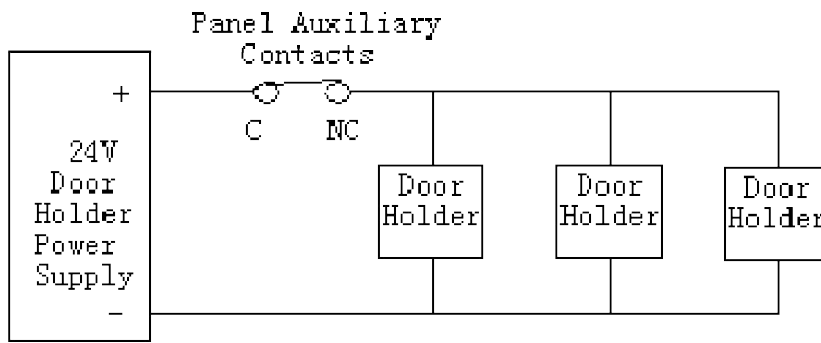 Panel Auxiliary
Contacts
+
C NC
24V
Door
Holder
Power
Supply
-
Door
Holder
Door
Holder
Door
Holder